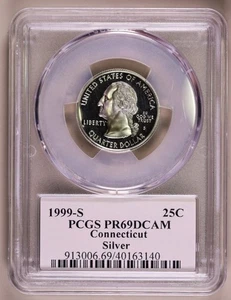 UNITED STATES OF AMERICA
LIBERTY
IN
GOD WE
TRUST
S
QUARTER DOLLAR
1999-S 25C
PCGS PR69DCAM
Connecticut
Silver
913006.69/40163140